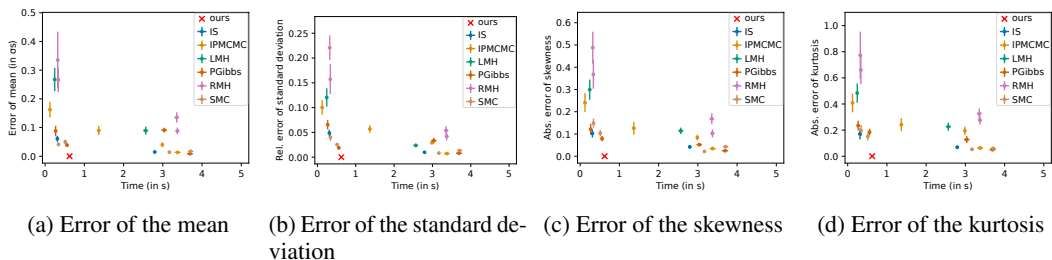 Error of mean (in σs)
0.5
0.4
0.3
0.2
0.1
0.0
0 1 2 3 4 5
Time (in s)
ours
IS
IPMCMC
LMH
PGibbs
RMH
SMC
(a) Error of the mean
Rel. error of standard deviation
0.25
0.20
0.15
0.10
0.05
0.00
0 1 2 3 4 5
Time (in s)
ours
IS
IPMCMC
LMH
PGibbs
RMH
SMC
(b) Error of the standard de-
viation
Abs. error of skewness
0.6
0.5
0.4
0.3
0.2
0.1
0.0
0 1 2 3 4 5
Time (in s)
ours
IS
IPMCMC
LMH
PGibbs
RMH
SMC
(c) Error of the skewness
Abs. error of kurtosis
1.0
0.8
0.6
0.4
0.2
0.0
0 1 2 3 4 5
Time (in s)
ours
IS
IPMCMC
LMH
PGibbs
RMH
SMC
(d) Error of the kurtosis